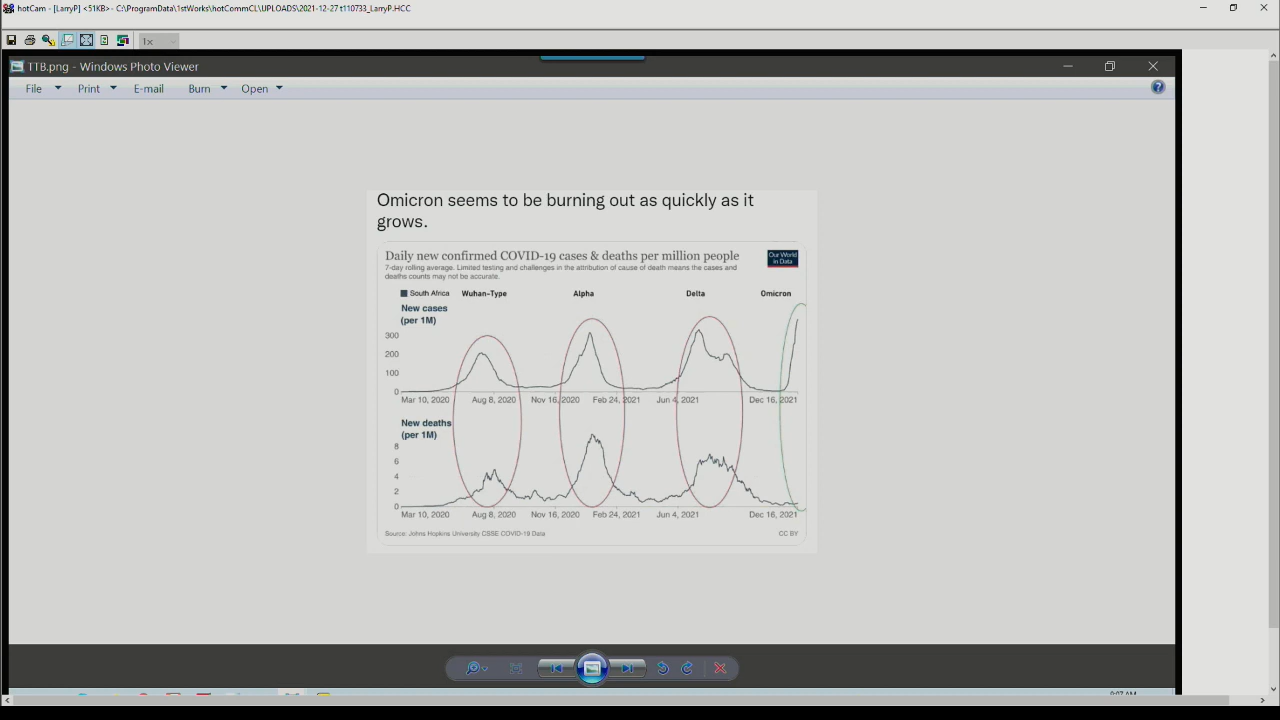 hotCam - [LarryP] <51KB> - C:\ProgramData\1stWorks\hotCommCL\UPLOADS\2021-12-27 t110733_LarryP.HCC
1x
TTB.png - Windows Photo Viewer
File Print E-mail Burn Open
Omicron seems to be burning out as quickly as it
grows.
Daily new confirmed COVID-19 cases & deaths per million people
Our World
in Data
7-day rolling average. Limited testing and challenges in the attribution of cause of death means the cases and
deaths counts may not be accurate.
South Africa Wuhan-Type Alpha Delta Omicron
New cases
(per 1M)
300
200
100
0
Mar 10, 2020 Aug 8, 2020 Nov 16, 2020 Feb 24, 2021 Jun 4, 2021 Dec 16, 2021
New deaths
(per 1M)
8
6
4
2
0
Mar 10, 2020 Aug 8, 2020 Nov 16, 2020 Feb 24, 2021 Jun 4, 2021 Dec 16, 2021
Source: Johns Hopkins University CSSE COVID-19 Data CC BY